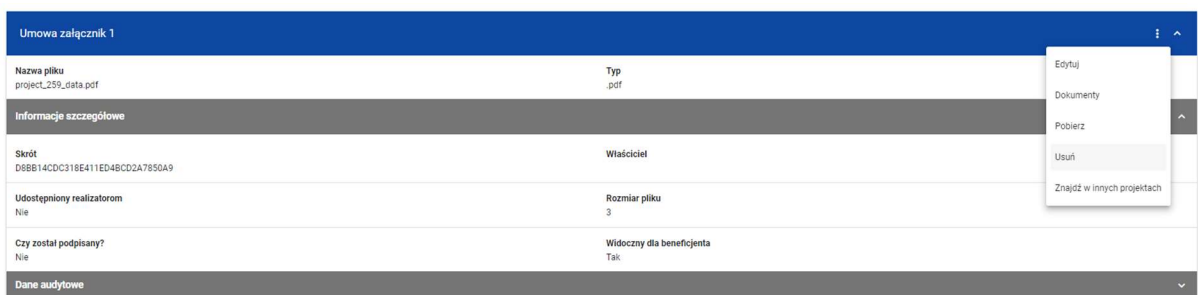 Umowa załącznik 1
Nazwa pliku
project_259_data.pdf
Typ
.pdf
Informacje szczegółowe
Skrót
D8BB14CDC318E411ED4BCD2A7850A9
Właściciel
Udostępniony realizatorom
Nie
Rozmiar pliku
3
Czy został podpisany?
Nie
Widoczny dla beneficjenta
Tak
Dane audytowe
Edytuj
Dokumenty
Pobierz
Usuń
Znajdź w innych projektach